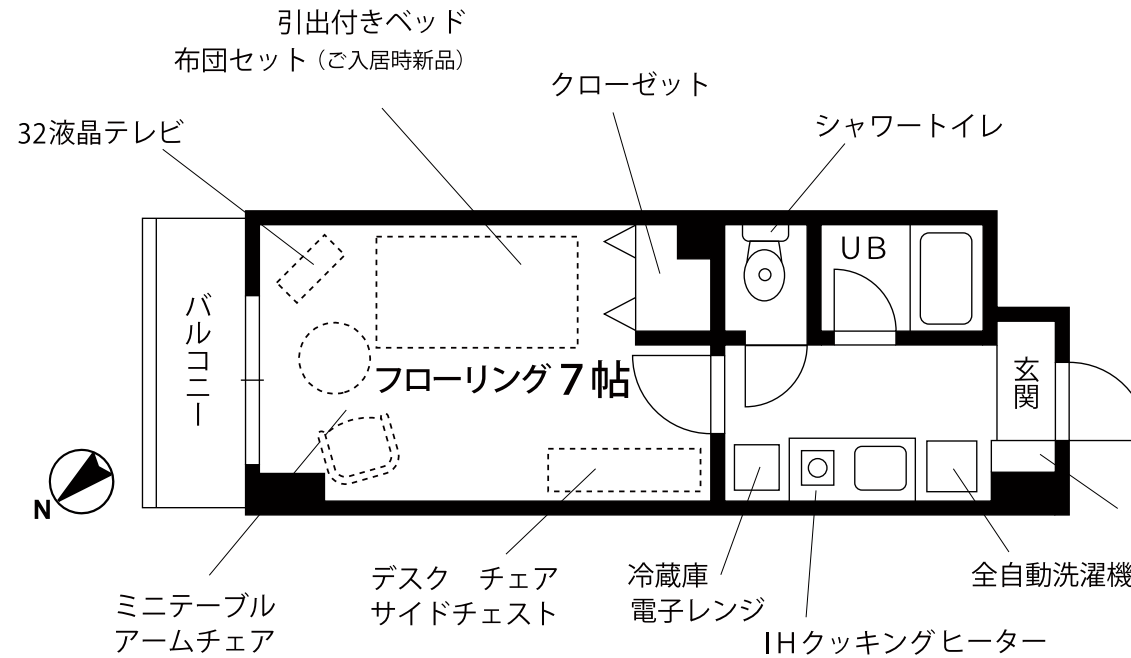 引出付きベッド
布団セット（ご入居時新品）
クローゼット
32液晶テレビ
シャワートイレ
UB
バルコニー
フローリング 7 帖
玄関
N
デスク　チェア
サイドチェスト
冷蔵庫
電子レンジ
全自動洗濯機
ミニテーブル
アームチェア
IHクッキングヒーター